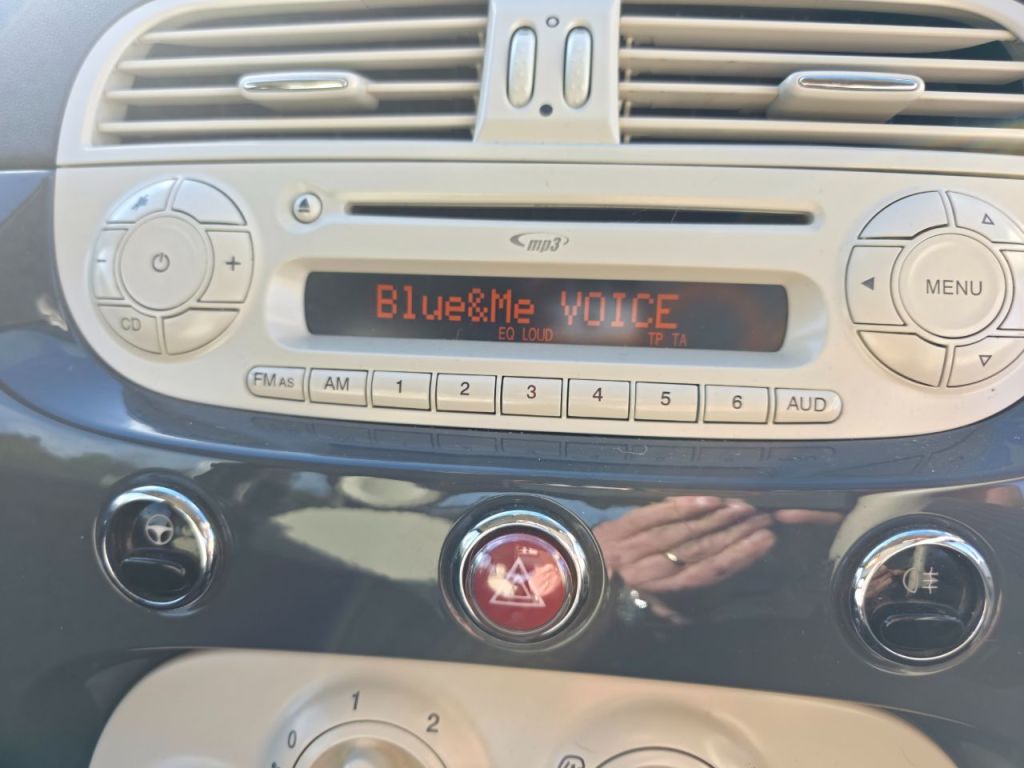 mp3
Blue&Me VOICE
EQ LOUD TP TA
- +
CD
MENU
FM AS AM 1 2 3 4 5 6 AUD
0 1 2